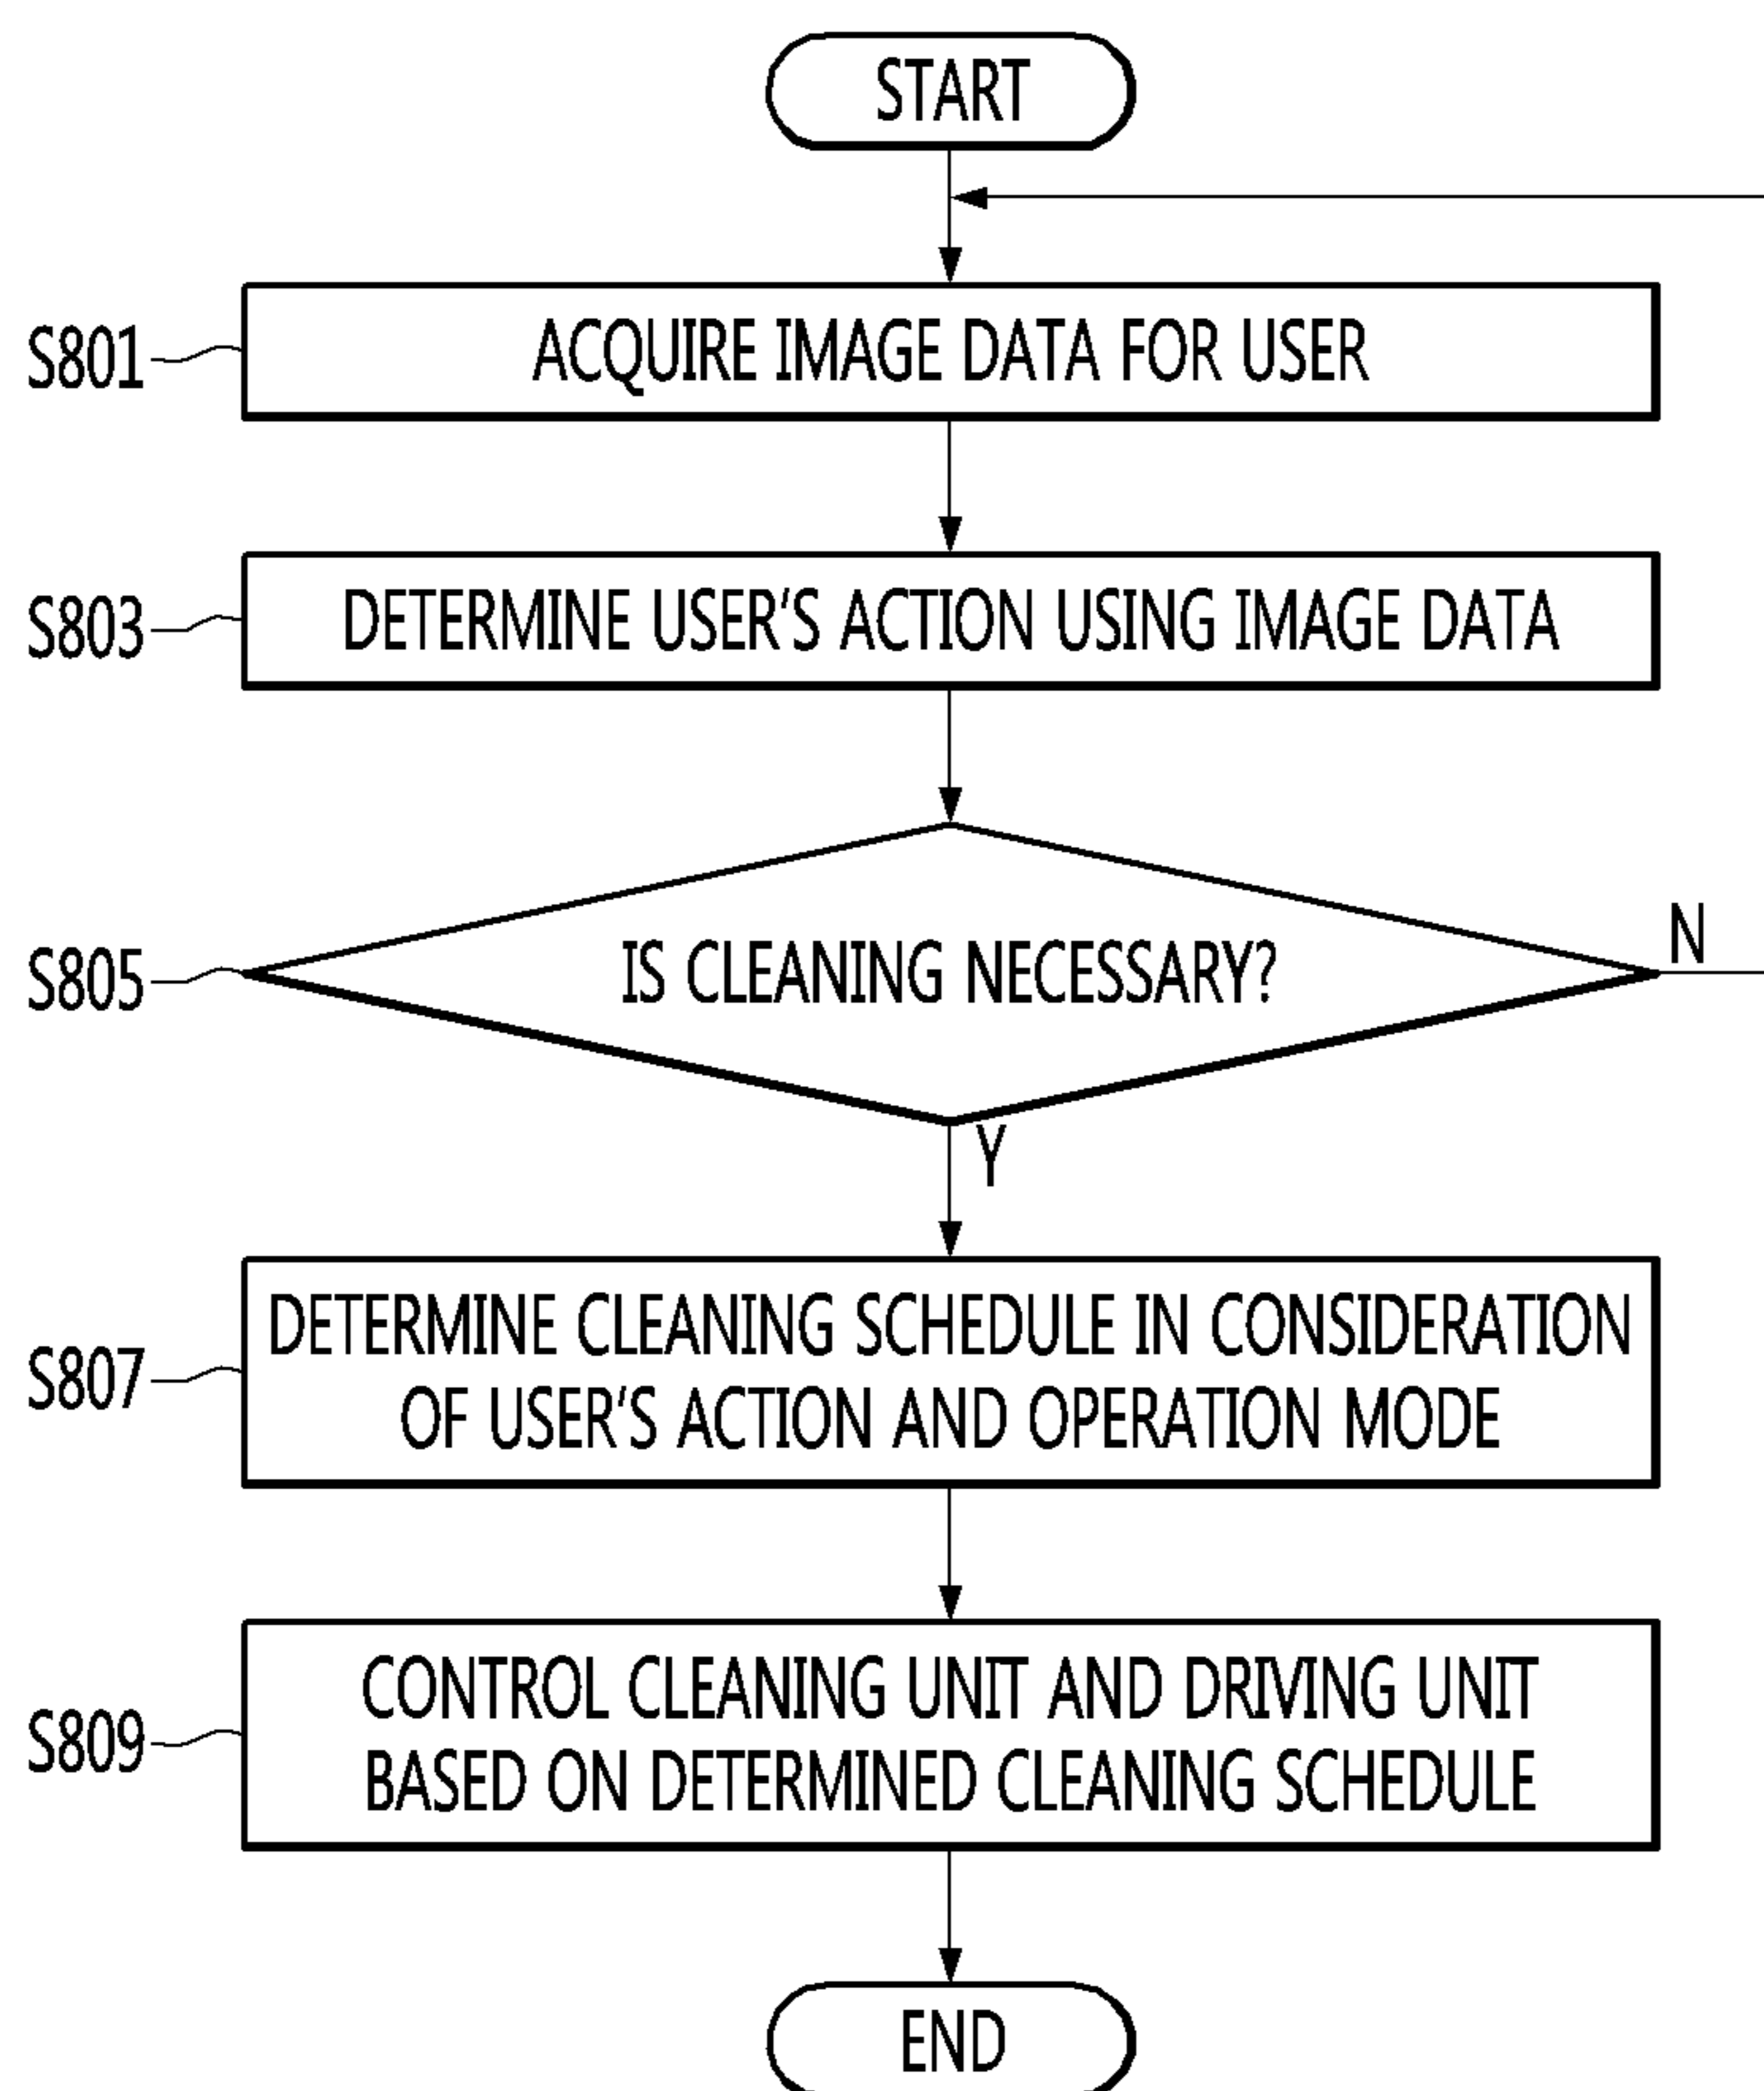 START
S801
ACQUIRE IMAGE DATA FOR USER
S803
DETERMINE USER'S ACTION USING IMAGE DATA
S805
IS CLEANING NECESSARY?
N
Y
S807
DETERMINE CLEANING SCHEDULE IN CONSIDERATION
OF USER'S ACTION AND OPERATION MODE
S809
CONTROL CLEANING UNIT AND DRIVING UNIT
BASED ON DETERMINED CLEANING SCHEDULE
END